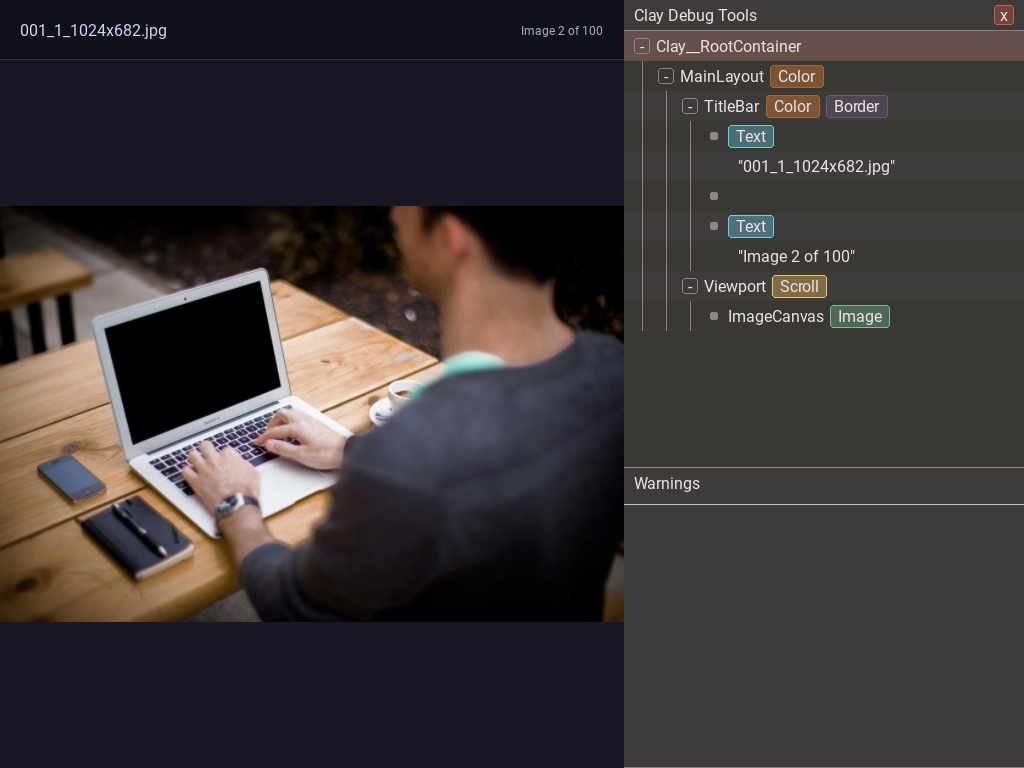 001_1_1024x682.jpg
Image 2 of 100
Clay Debug Tools
x
- Clay__RootContainer
- MainLayout Color
- TitleBar Color Border
Text
"001_1_1024x682.jpg"
Text
"Image 2 of 100"
- Viewport Scroll
ImageCanvas Image
Warnings